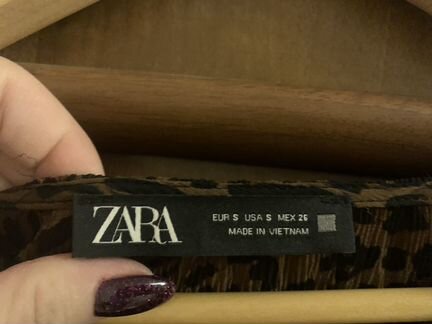 ZARA
EUR S USA S MEX 26
MADE IN VIETNAM